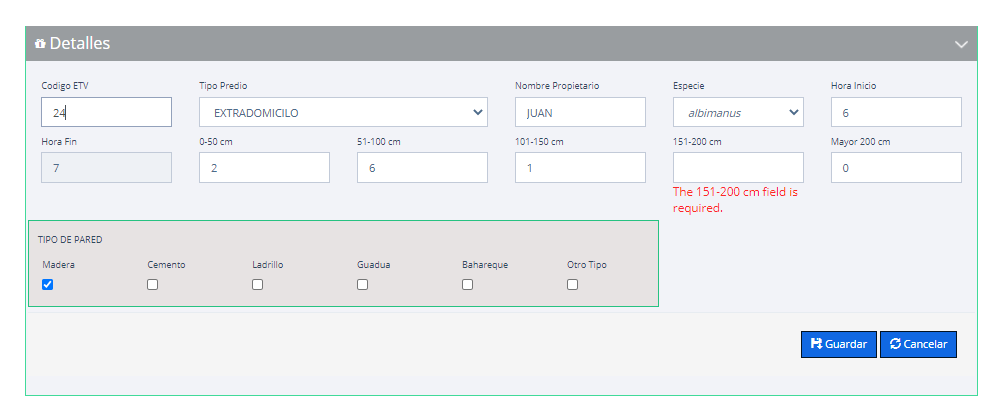 Detalles
Codigo ETV
Tipo Predio
Nombre Propietario
Especie
Hora Inicio
24
EXTRADOMICILO
JUAN
albimanus
6
Hora Fin
0-50 cm
51-100 cm
101-150 cm
151-200 cm
Mayor 200 cm
7
2
6
1
0
The 151-200 cm field is
required.
TIPO DE PARED
Madera
Cemento
Ladrillo
Guadua
Bahareque
Otro Tipo
Guardar
Cancelar